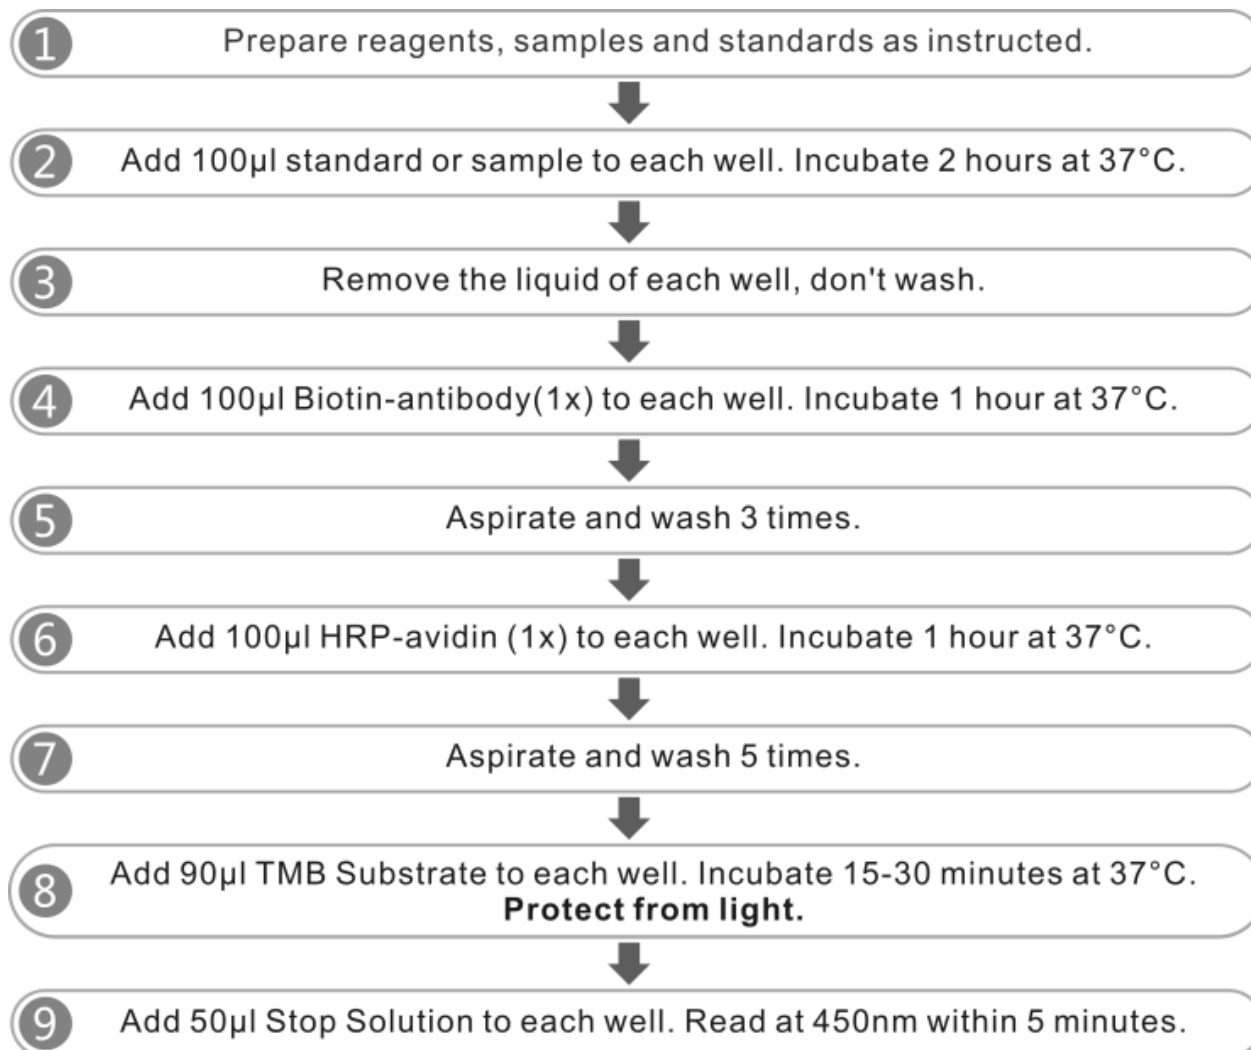 1 Prepare reagents, samples and standards as instructed.
2 Add 100µl standard or sample to each well. Incubate 2 hours at 37°C.
3 Remove the liquid of each well, don't wash.
4 Add 100µl Biotin-antibody(1x) to each well. Incubate 1 hour at 37°C.
5 Aspirate and wash 3 times.
6 Add 100µl HRP-avidin (1x) to each well. Incubate 1 hour at 37°C.
7 Aspirate and wash 5 times.
8 Add 90µl TMB Substrate to each well. Incubate 15-30 minutes at 37°C.
Protect from light.
9 Add 50µl Stop Solution to each well. Read at 450nm within 5 minutes.